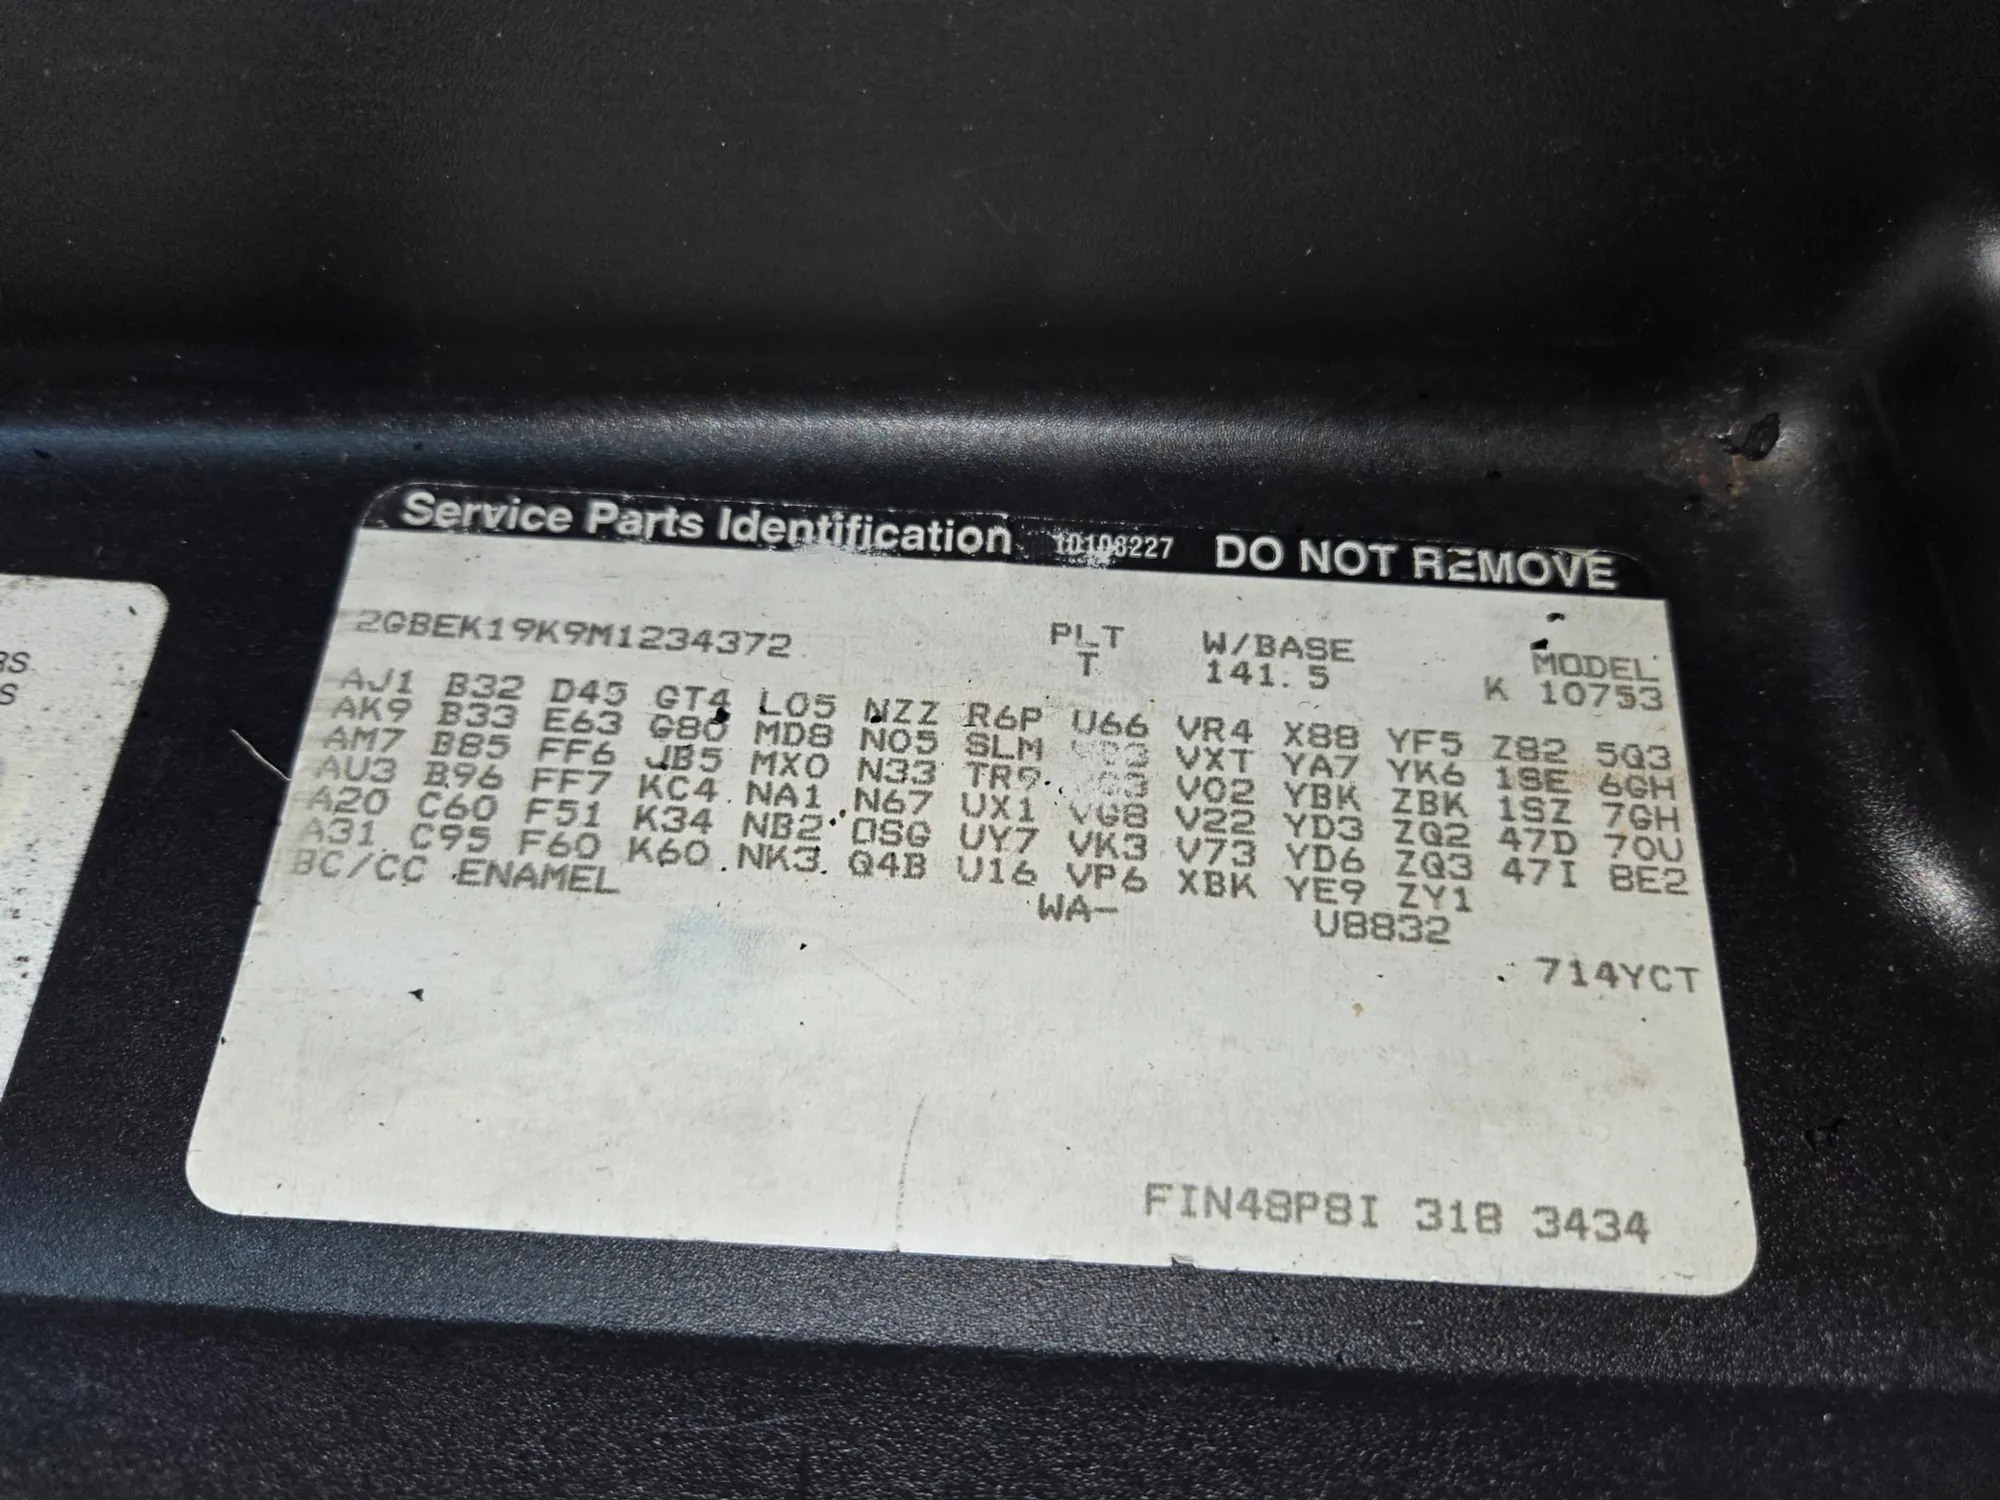 Service Parts Identification 10108227 DO NOT REMOVE
2GBEK19K9M1234372 PLT W/BASE MODEL
T 141.5 K 10753
AJ1 B32 D45 GT4 L05 NZZ R6P U66 VR4 X88 YF5 Z82 5Q3
AK9 B33 E63 G80 MD8 N05 SLM VXT YA7 YK6 1SE 6GH
AM7 B85 FF6 JB5 MX0 N33 TR9 V02 YBK ZBK 1SZ 7GH
AU3 B96 FF7 KC4 NA1 N67 UX1 VG8 V22 YD3 ZQ2 47D 70U
A20 C60 F51 K34 NB2 OSG UY7 VK3 V73 YD6 ZQ3 47I 8E2
A31 C95 F60 K60 NK3 Q4B U16 VP6 XBK YE9 ZY1
BC/CC ENAMEL WA- U8832
714YCT
FIN48P8I 318 3434